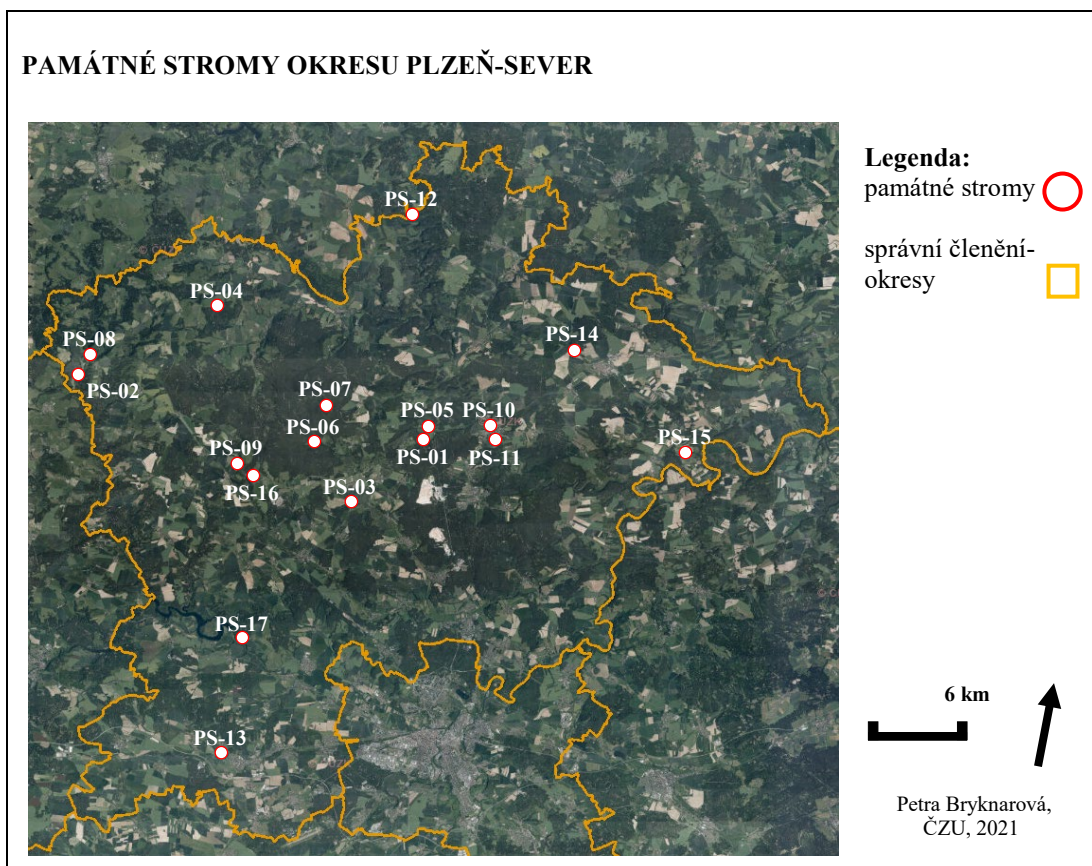 PAMÁTNÉ STROMY OKRESU PLZEŇ-SEVER
PS-12
PS-04
PS-08
PS-02
PS-14
PS-07
PS-05
PS-10
PS-06
PS-01
PS-11
PS-15
PS-09
PS-16
PS-03
PS-17
PS-13
Legenda:
památné stromy
správní členění-
okresy
6 km
Petra Bryknarová,
ČZU, 2021